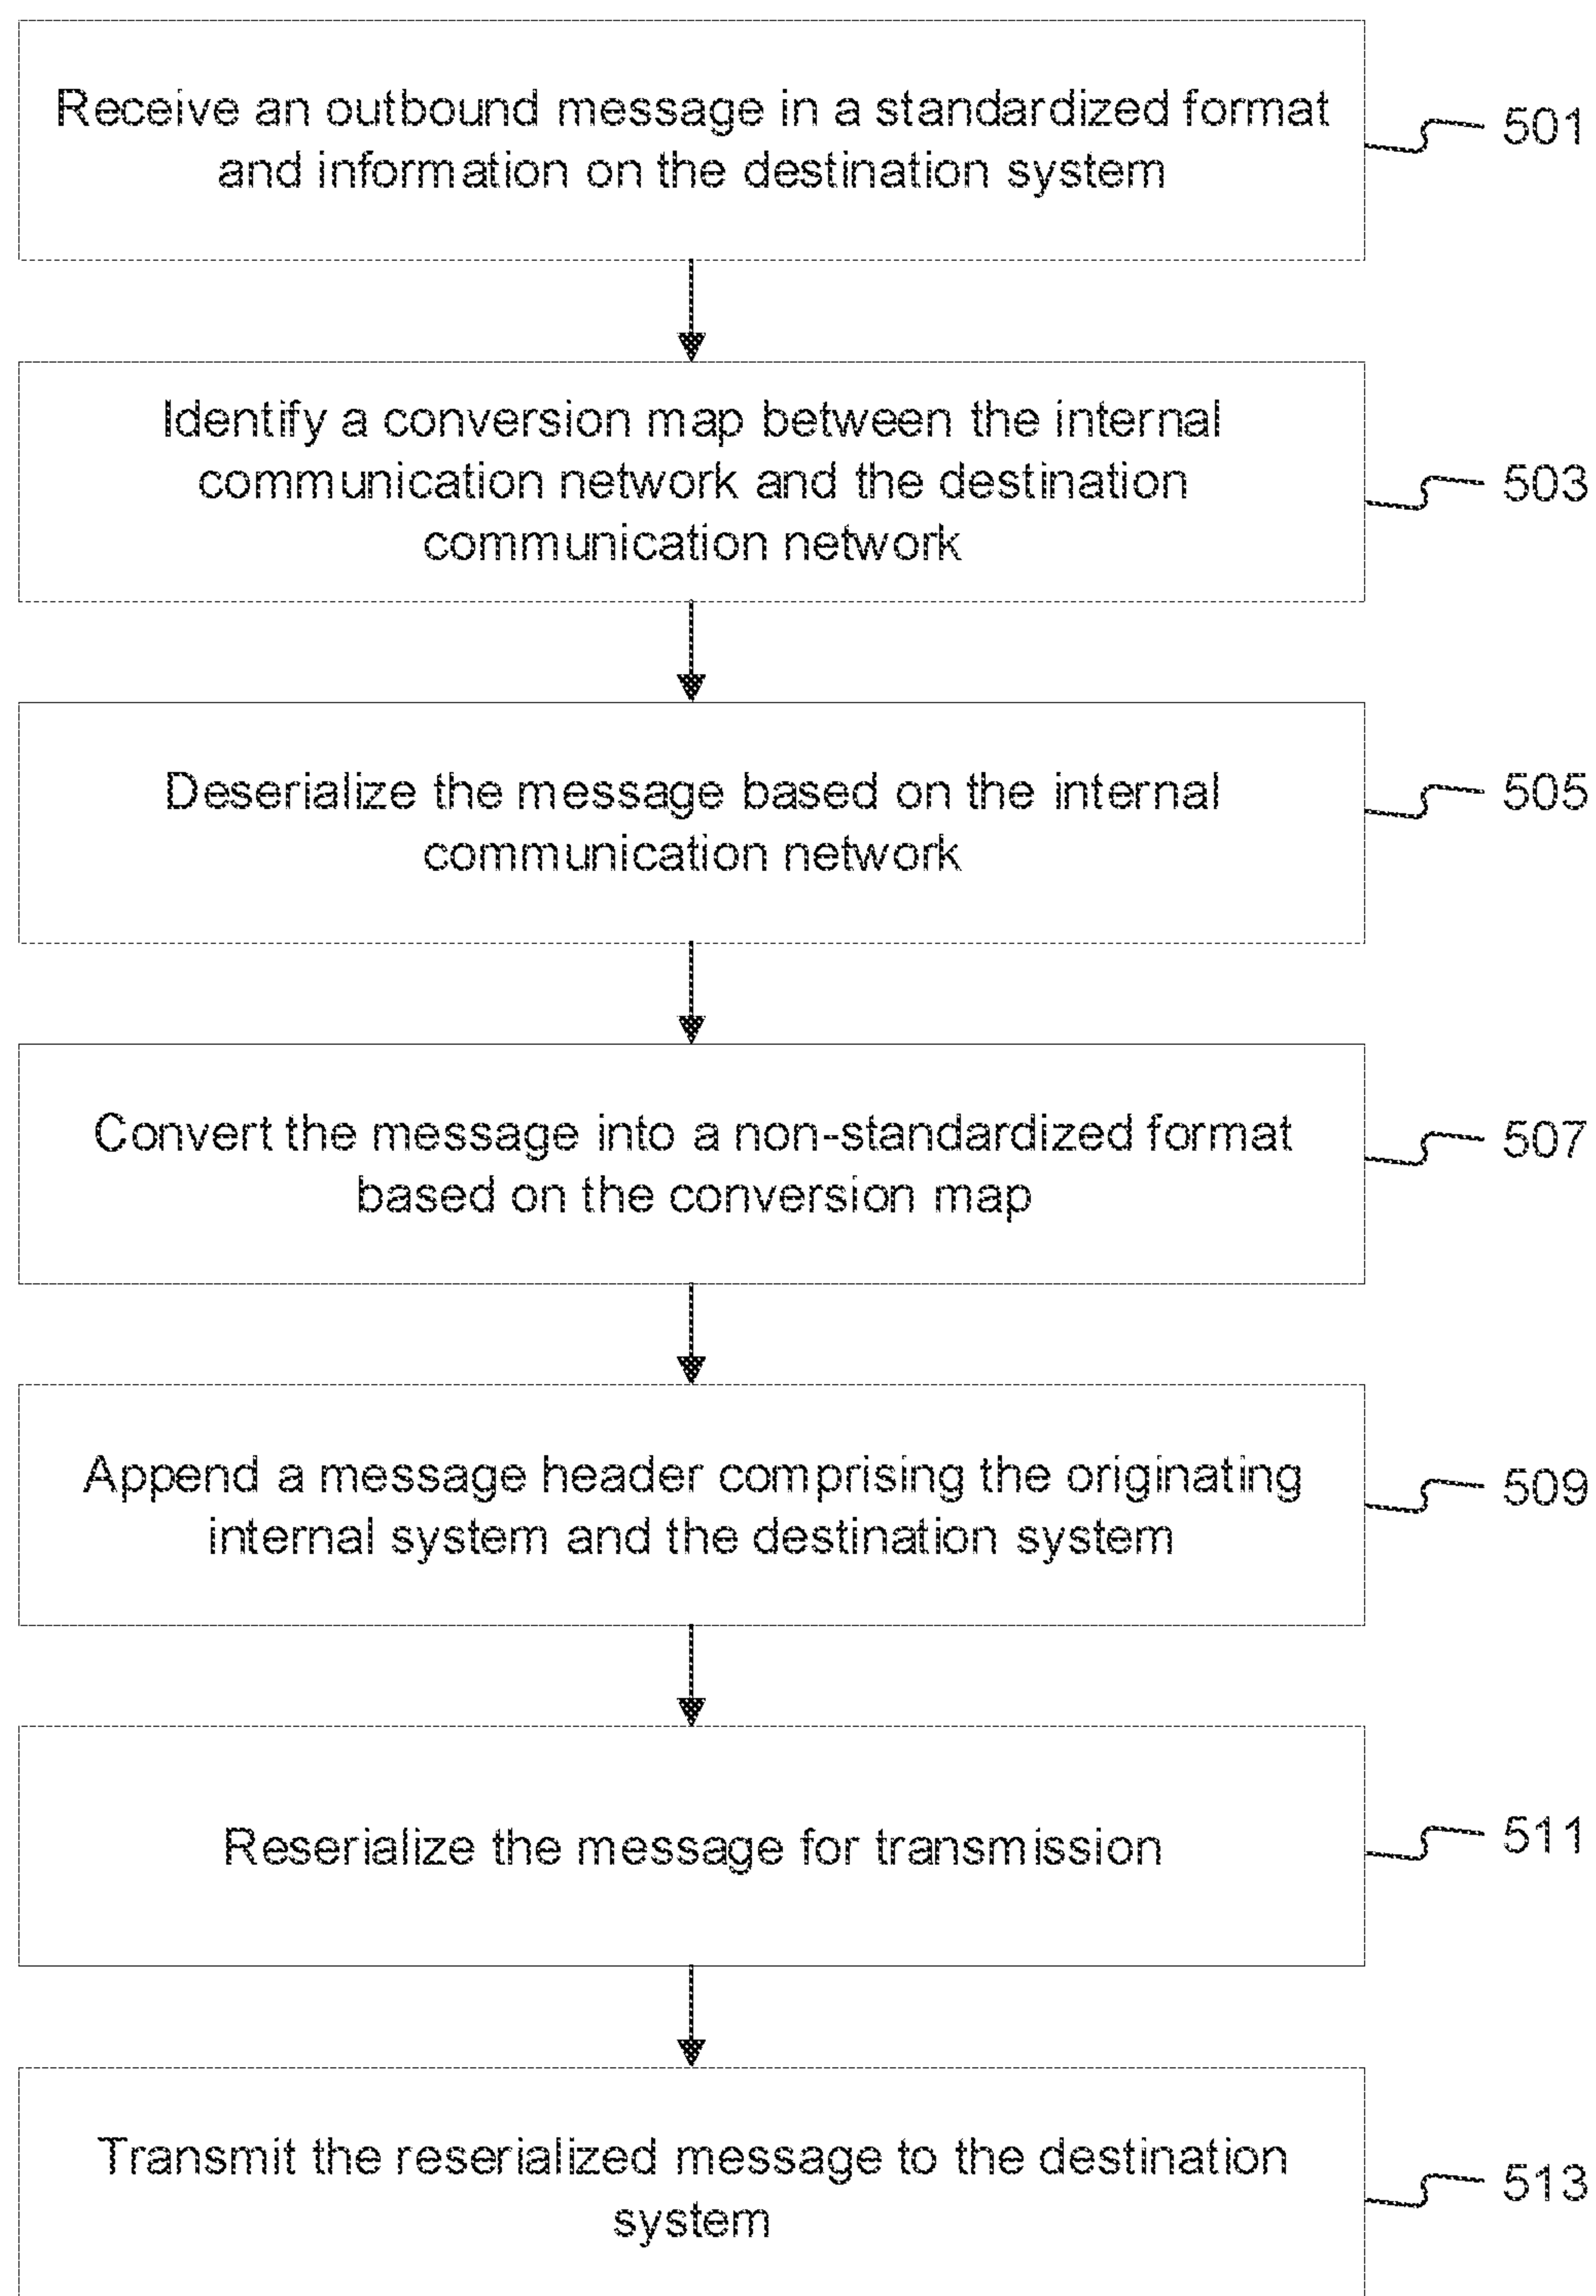 Receive an outbound message in a standardized format
and information on the destination system
501
Identify a conversion map between the internal
communication network and the destination
communication network
503
Deserialize the message based on the internal
communication network
505
Convert the message into a non-standardized format
based on the conversion map
507
Append a message header comprising the originating
internal system and the destination system
509
Reserialize the message for transmission
511
Transmit the reserialized message to the destination
system
513